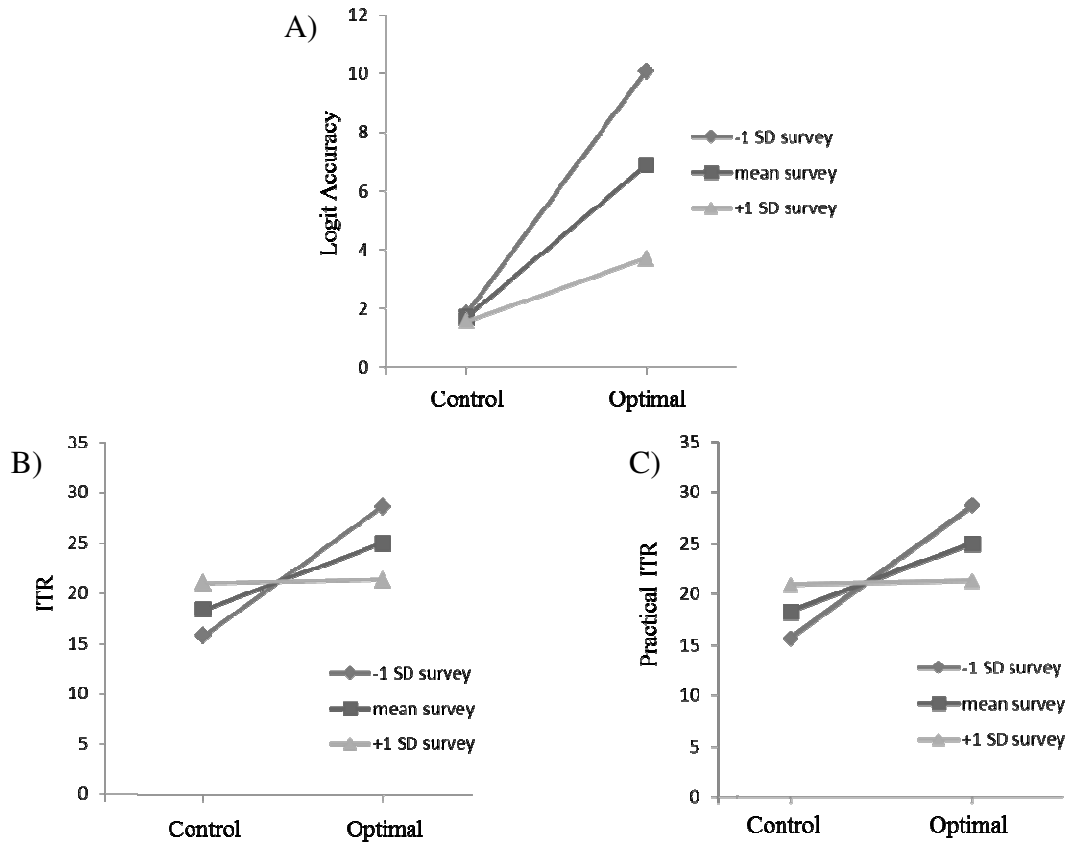 A)
Logit Accuracy
12
10
8
6
4
2
0
Control Optimal
-1 SD survey
mean survey
+1 SD survey
B)
ITR
35
30
25
20
15
10
5
0
Control Optimal
-1 SD survey
mean survey
+1 SD survey
C)
Practical ITR
35
30
25
20
15
10
5
0
Control Optimal
-1 SD survey
mean survey
+1 SD survey